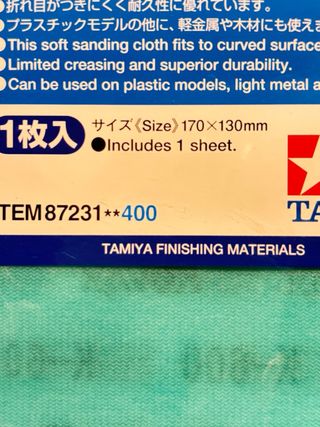 ●折れ目がつきにくく耐久性に優れています。
●プラスチックモデルの他に、軽金属や木材にも使えま
●This soft sanding cloth fits to curved surface
●Limited creasing and superior durability.
●Can be used on plastic models, light metal a
1枚入 サイズ《Size》170×130mm
●Includes 1 sheet.
TEM 87231**400
TA
TAMIYA FINISHING MATERIALS